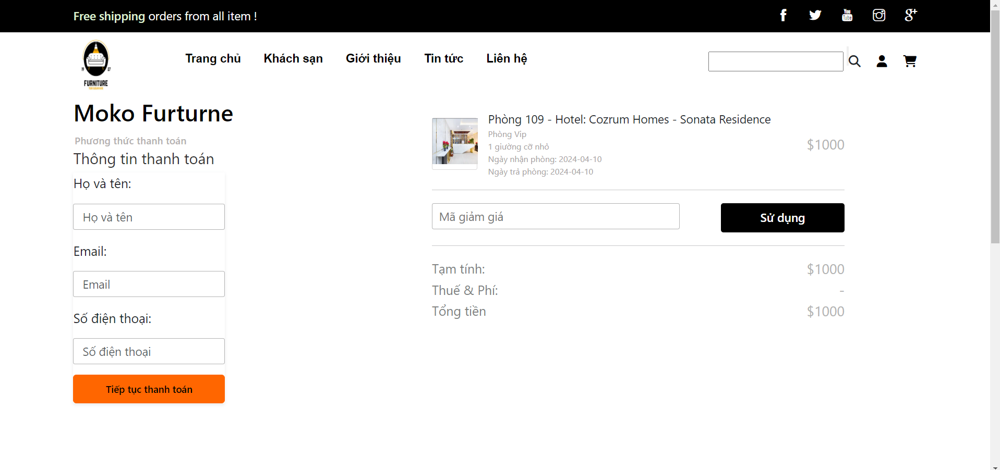 Free shipping orders from all item !
You
Tube
19 87
FURNITURE
Trang chủ
Khách sạn
Giới thiệu
Tin tức
Liên hệ
Moko Furturne
Phương thức thanh toán
Thông tin thanh toán
Họ và tên:
Họ và tên
Email:
Email
Số điện thoại:
Số điện thoại
Tiếp tục thanh toán
Phòng 109 - Hotel: Cozrum Homes - Sonata Residence
Phòng Vip
1 giường cỡ nhỏ
Ngày nhận phòng: 2024-04-10
Ngày trả phòng: 2024-04-10
$1000
Mã giảm giá
Sử dụng
Tạm tính: $1000
Thuế & Phí: -
Tổng tiền $1000